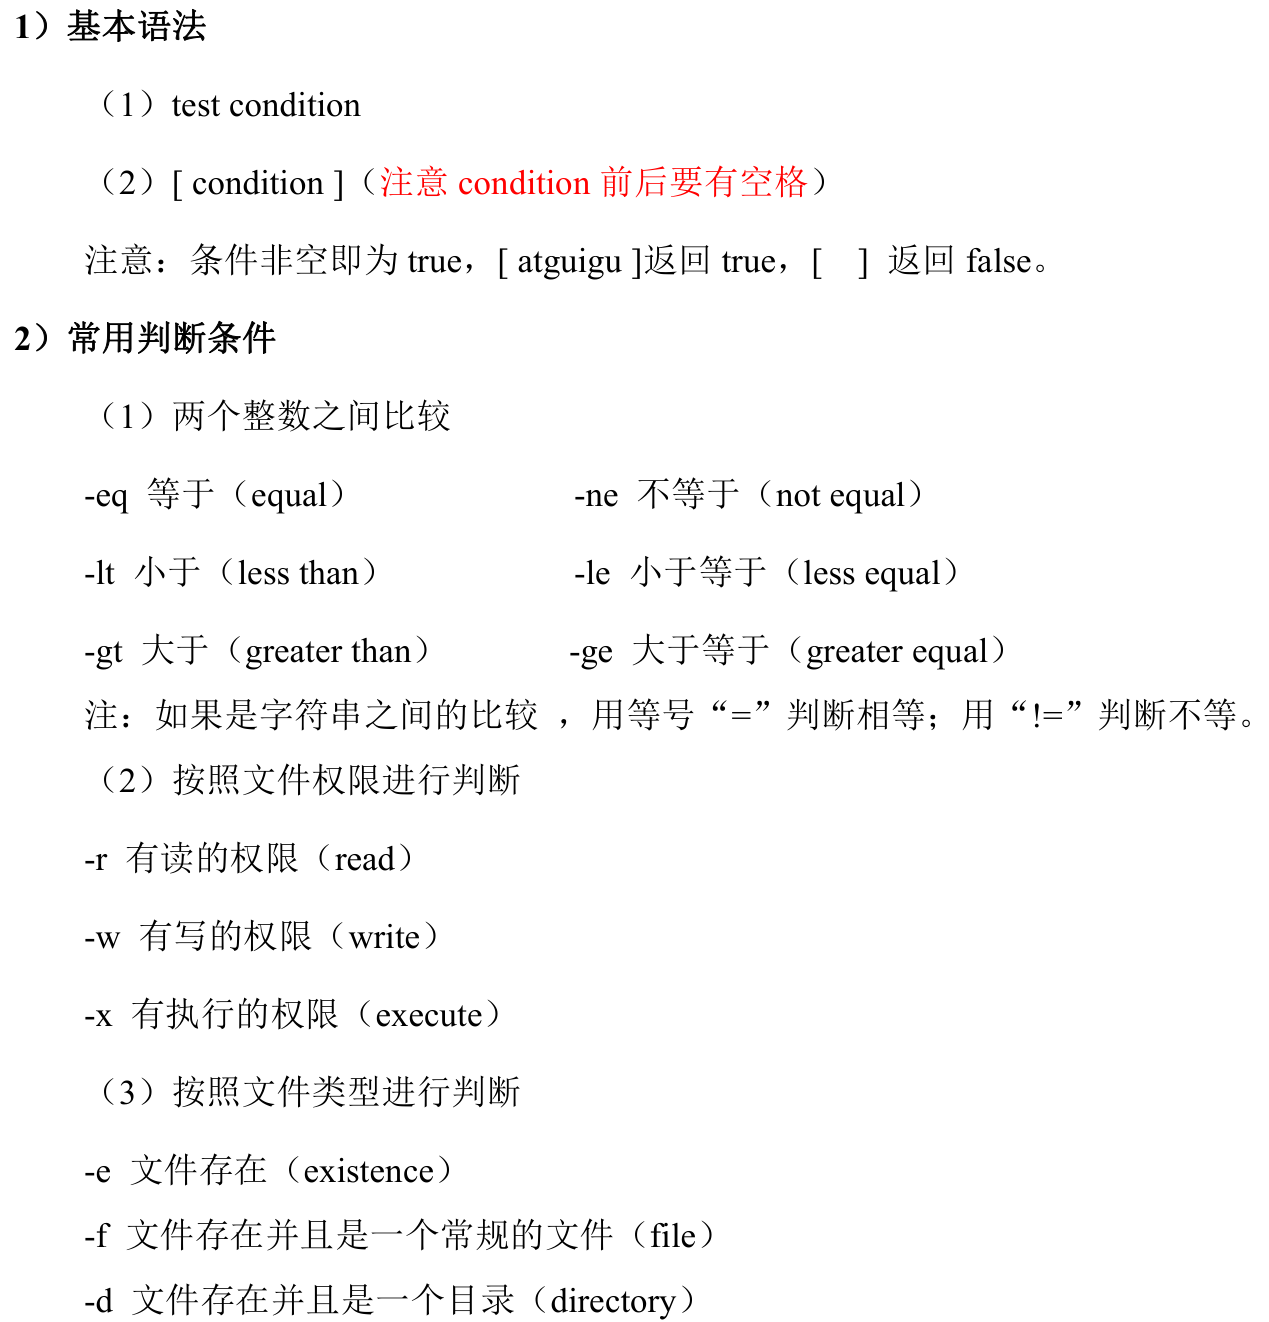 1）基本语法
（1）test condition
（2）[ condition ]（注意 condition 前后要有空格）
注意：条件非空即为 true，[ atguigu ]返回 true，[    ]  返回 false。
2）常用判断条件
（1）两个整数之间比较
-eq  等于（equal）                -ne  不等于（not equal）
-lt  小于（less than）                -le  小于等于（less equal）
-gt  大于（greater than）            -ge  大于等于（greater equal）
注：如果是字符串之间的比较 ，用等号“=”判断相等；用“!=”判断不等。
（2）按照文件权限进行判断
-r  有读的权限（read）
-w  有写的权限（write）
-x  有执行的权限（execute）
（3）按照文件类型进行判断
-e  文件存在（existence）
-f  文件存在并且是一个常规的文件（file）
-d  文件存在并且是一个目录（directory）